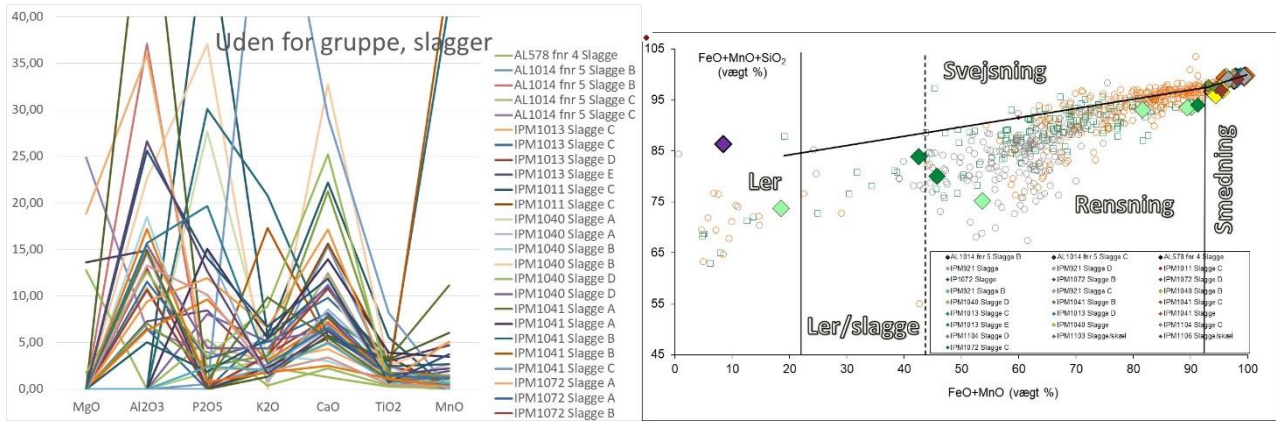 Uden for gruppe, slagger
40,00
35,00
30,00
25,00
20,00
15,00
10,00
5,00
0,00
MgO Al2O3 P2O5 K2O CaO TiO2 MnO
AL578 fnr 4 Slagge
AL1014 fnr 5 Slagge B
AL1014 fnr 5 Slagge B
AL1014 fnr 5 Slagge C
AL1014 fnr 5 Slagge C
IPM1013 Slagge C
IPM1013 Slagge C
IPM1013 Slagge D
IPM1013 Slagge E
IPM1011 Slagge C
IPM1011 Slagge C
IPM1040 Slagge A
IPM1040 Slagge A
IPM1040 Slagge B
IPM1040 Slagge B
IPM1040 Slagge D
IPM1040 Slagge D
IPM1041 Slagge A
IPM1041 Slagge A
IPM1041 Slagge B
IPM1041 Slagge B
IPM1041 Slagge C
IPM1072 Slagge A
IPM1072 Slagge A
IPM1072 Slagge B
105
95
85
75
65
55
45
FeO+MnO+SiO₂
(vægt %)
Svejsning
Ler
Rensning
Smedning
Ler/slagge
AL1014 fnr 5 Slagge B AL1014 fnr 5 Slagge C AL578 fnr 4 Slagge
IPM921 Slagge IPM921 Slagge D IPM1011 Slagge C
IP1072 Slagge IPM1072 Slagge B IPM1072 Slagge D
IPM921 Slagge B IPM921 Slagge C IPM1040 Slagge B
IPM1040 Slagge D IPM1041 Slagge B IPM1041 Slagge C
IPM1013 Slagge C IPM1013 Slagge D IPM1041 Slagge
IPM1013 Slagge E IPM1040 Slagge IPM1104 Slagge C
IPM1104 Slagge D IPM1103 Slagge/skæl IPM1106 Slagge/skæl
IPM1072 Slagge C
0 10 20 30 40 50 60 70 80 90 100
FeO+MnO (vægt %)